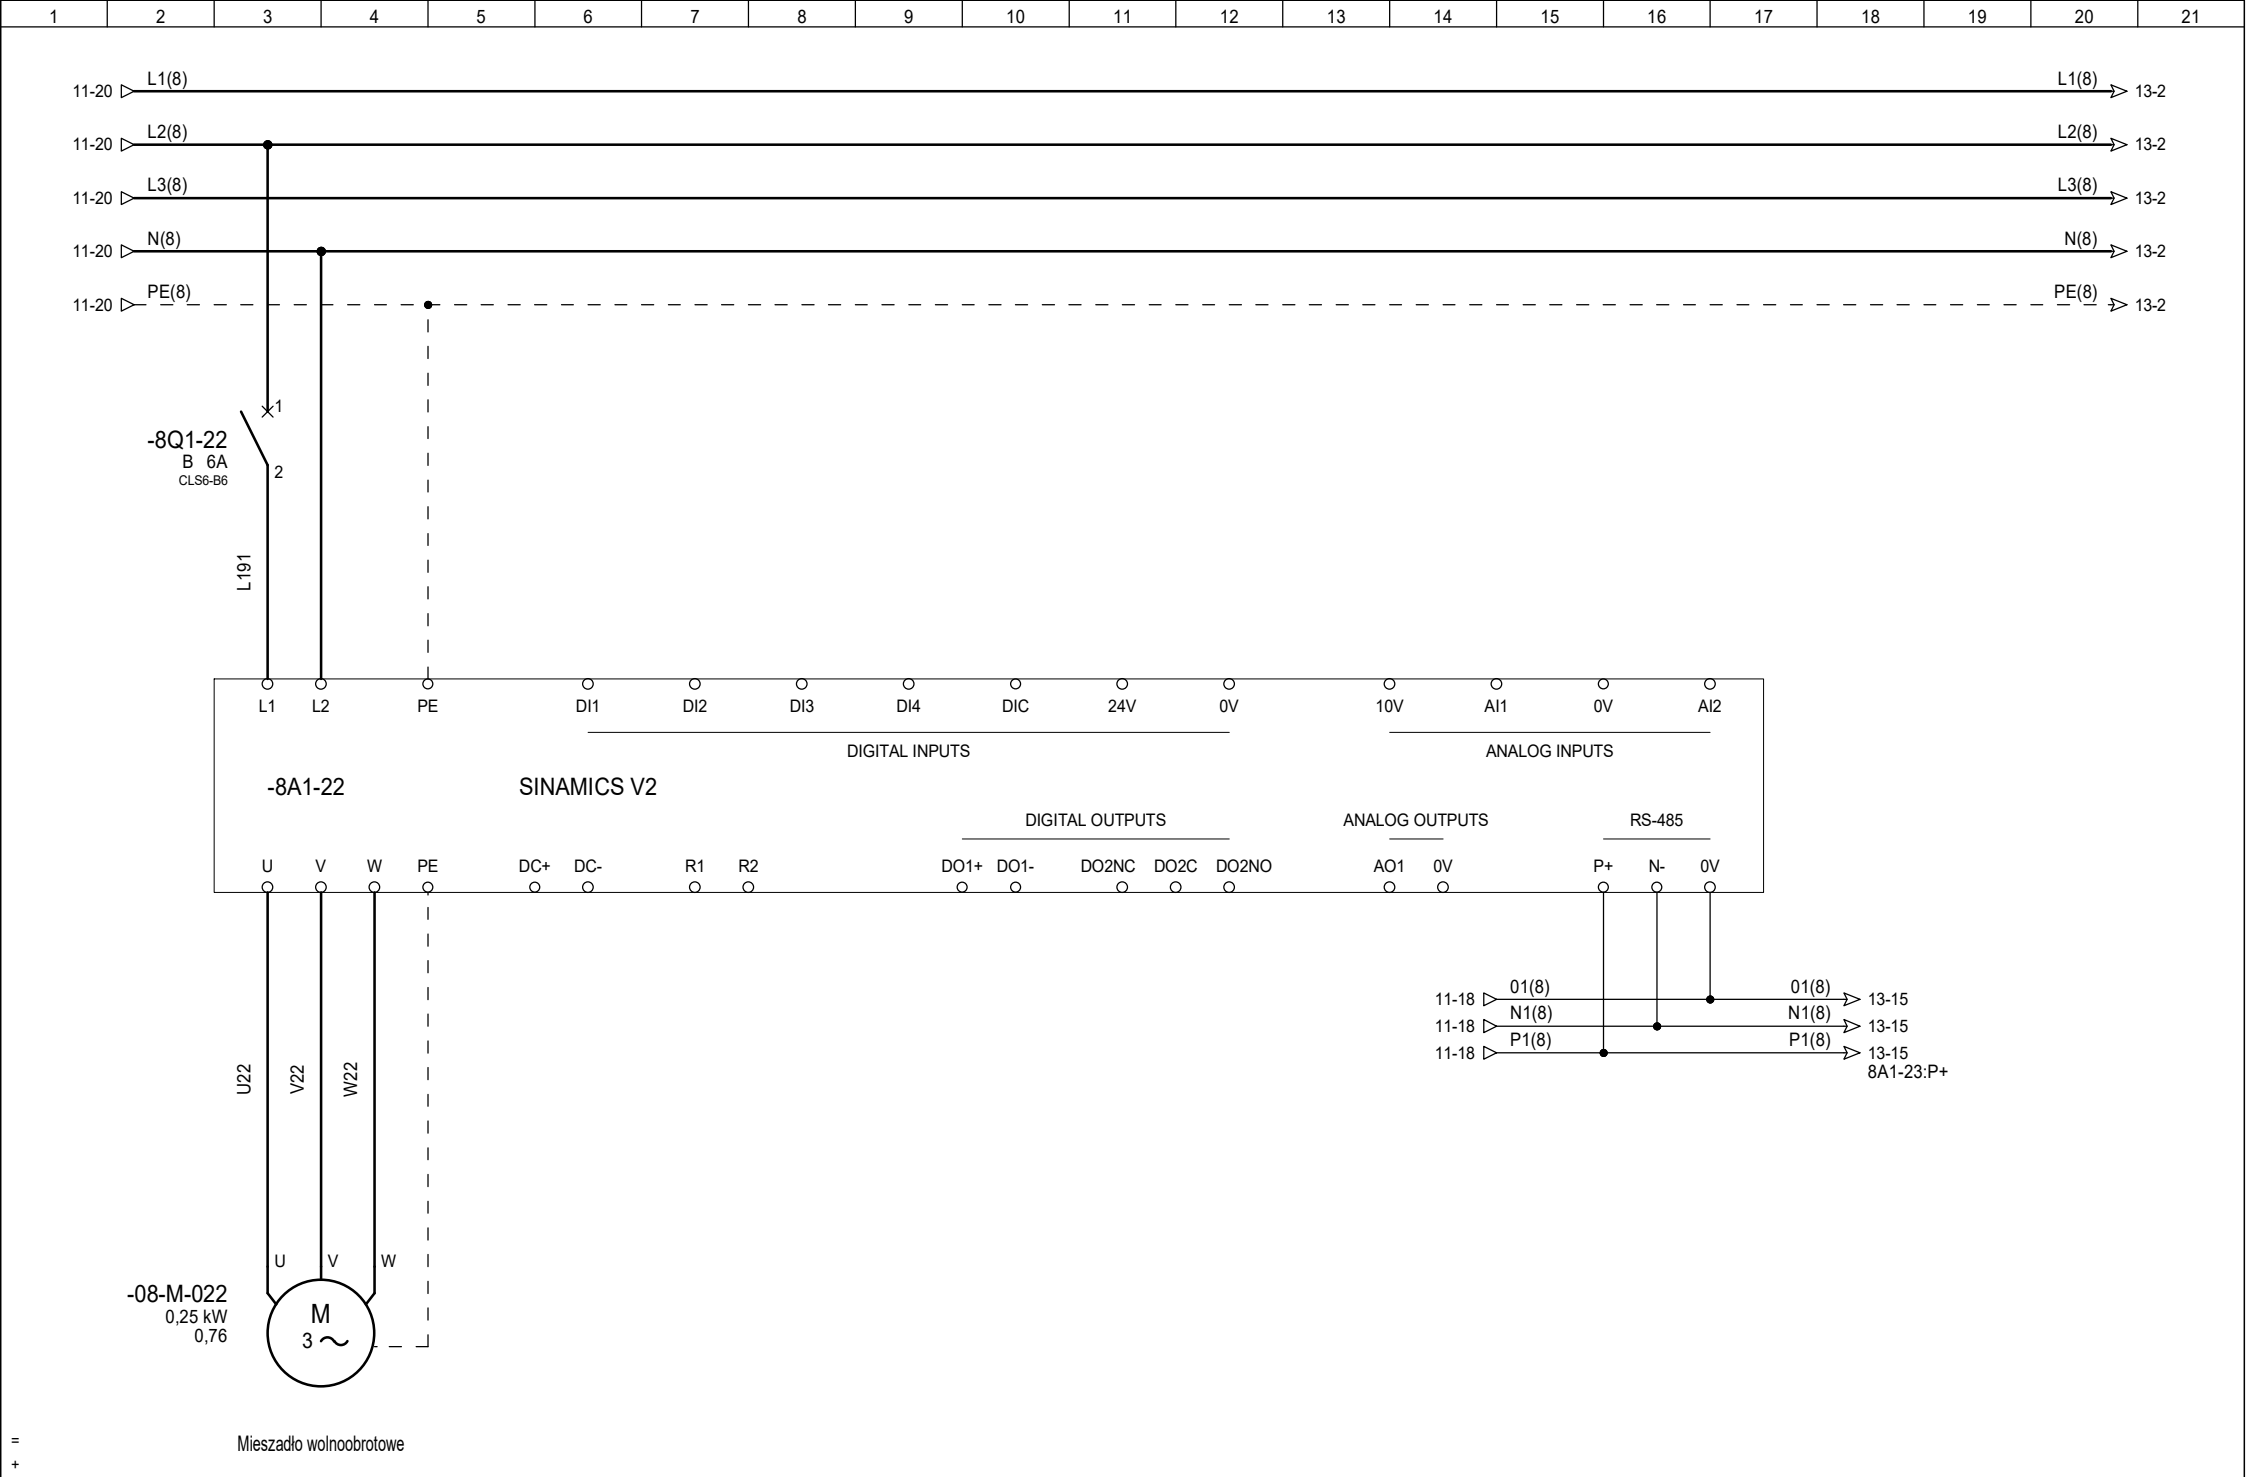 1 2 3 4 5 6 7 8 9 10 11 12 13 14 15 16 17 18 19 20 21
11-20 L1(8) L1(8) 13-2
11-20 L2(8) L2(8) 13-2
11-20 L3(8) L3(8) 13-2
11-20 N(8) N(8) 13-2
11-20 PE(8) PE(8) 13-2
1
-8Q1-22
B 6A
2
CLS6-B6
L191
L1 L2 PE DI1 DI2 DI3 DI4 DIC 24V 0V 10V AI1 0V AI2
DIGITAL INPUTS ANALOG INPUTS
-8A1-22 SINAMICS V2
DIGITAL OUTPUTS ANALOG OUTPUTS RS-485
U V W PE DC+ DC- R1 R2 DO1+ DO1- DO2NC DO2C DO2NO AO1 0V P+ N- 0V
11-18 01(8) 01(8) 13-15
11-18 N1(8) N1(8) 13-15
11-18 P1(8) P1(8) 13-15
8A1-23:P+
U22 V22 W22
U V W
-08-M-022
0,25 kW
0,76
M
3
Mieszadło wolnoobrotowe
=
+